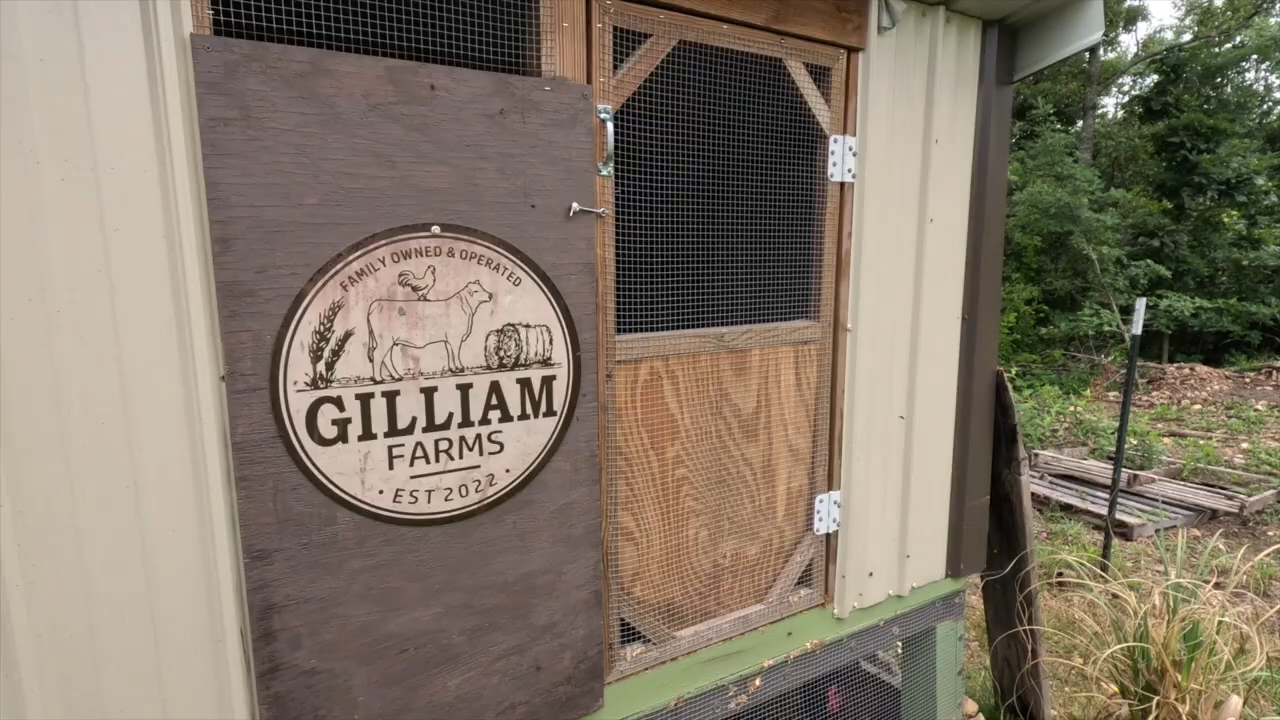 FAMILY OWNED & OPERATED
GILLIAM
FARMS
• EST 2022 •